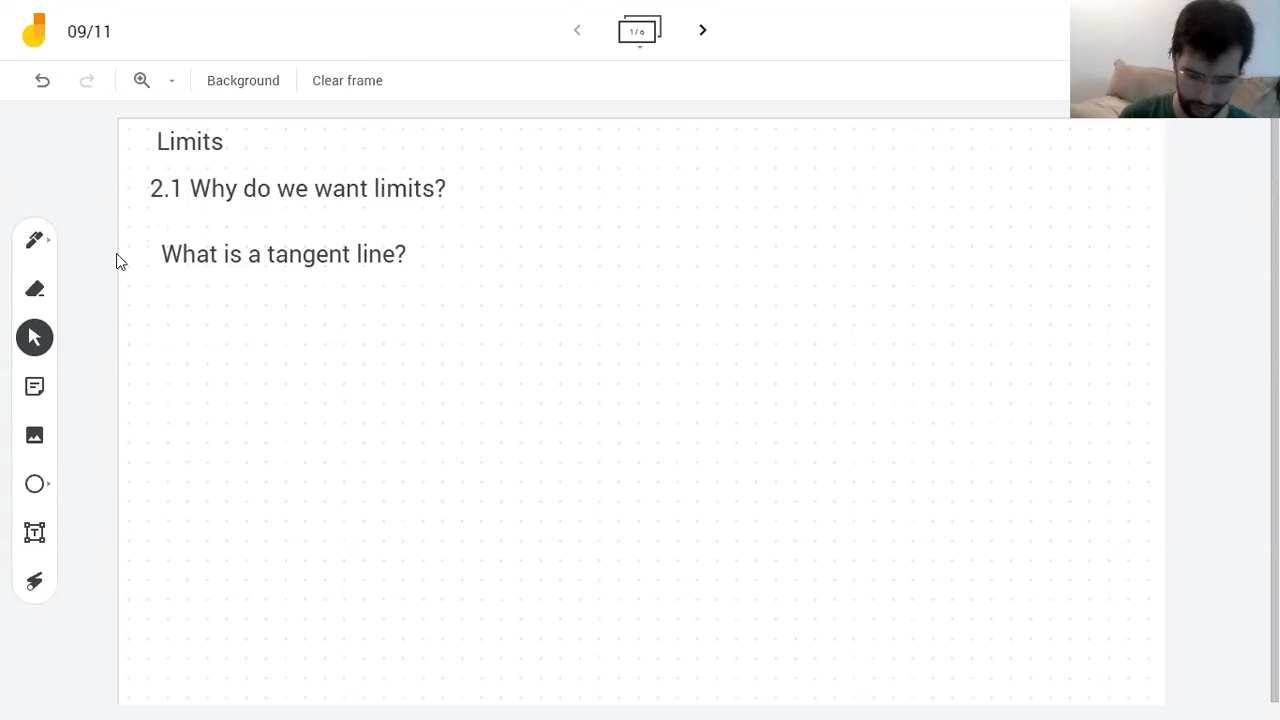 09/11
1/6
Background
Clear frame
Limits
2.1 Why do we want limits?
What is a tangent line?